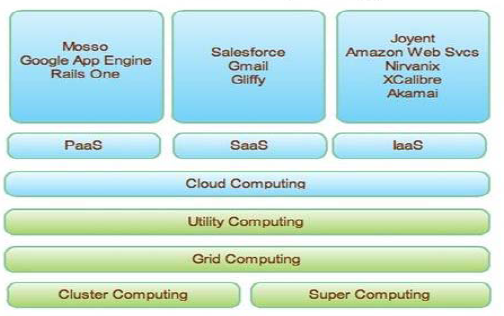 Mosso
Google App Engine
Rails One
Salesforce
Gmail
Gliffy
Joyent
Amazon Web Svcs
Nirvanix
XCalibre
Akamai
PaaS
SaaS
IaaS
Cloud Computing
Utility Computing
Grid Computing
Cluster Computing
Super Computing